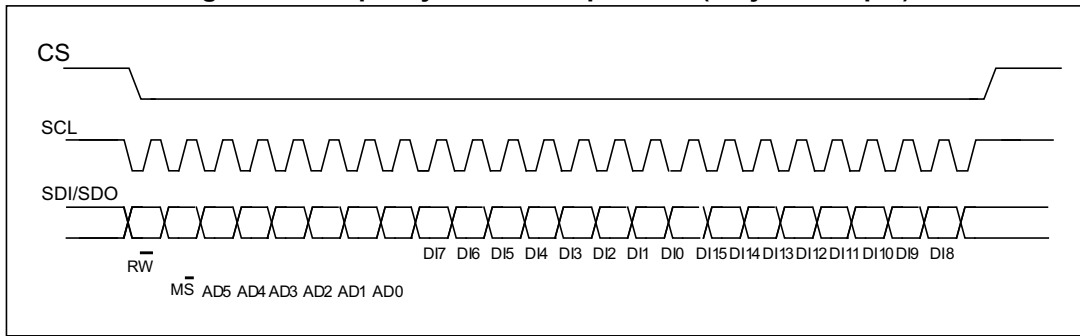 CS
SCL
SDI/SDO
DI7 DI6 DI5 DI4 DI3 DI2 DI1 DI0 DI15 DI14 DI13 DI12 DI11 DI10 DI9 DI8
RW
MS AD5 AD4 AD3 AD2 AD1 AD0